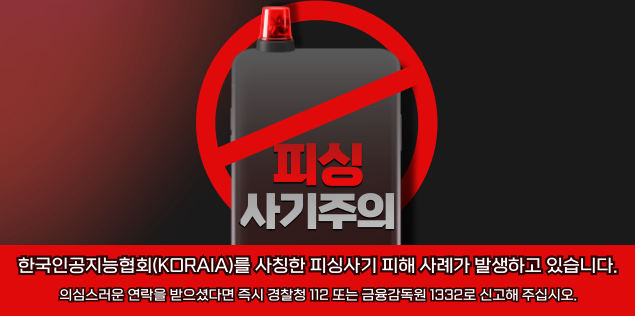 피싱
사기주의
한국인공지능협회(KORAIA)를 사칭한 피싱사기 피해 사례가 발생하고 있습니다.
의심스러운 연락을 받으셨다면 즉시 경찰청 112 또는 금융감독원 1332로 신고해 주십시오.